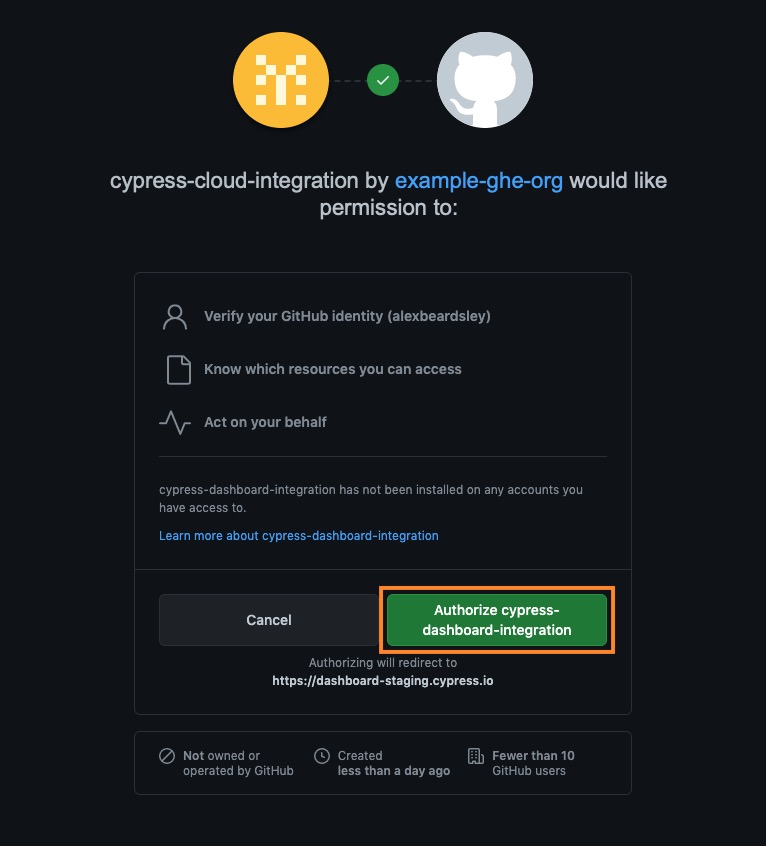 cypress-cloud-integration by example-ghe-org would like
permission to:
Verify your GitHub identity (alexbeardsley)
Know which resources you can access
Act on your behalf
cypress-dashboard-integration has not been installed on any accounts you
have access to.
Learn more about cypress-dashboard-integration
Cancel
Authorize cypress-
dashboard-integration
Authorizing will redirect to
https://dashboard-staging.cypress.io
Not owned or
operated by GitHub
Created
less than a day ago
Fewer than 10
GitHub users